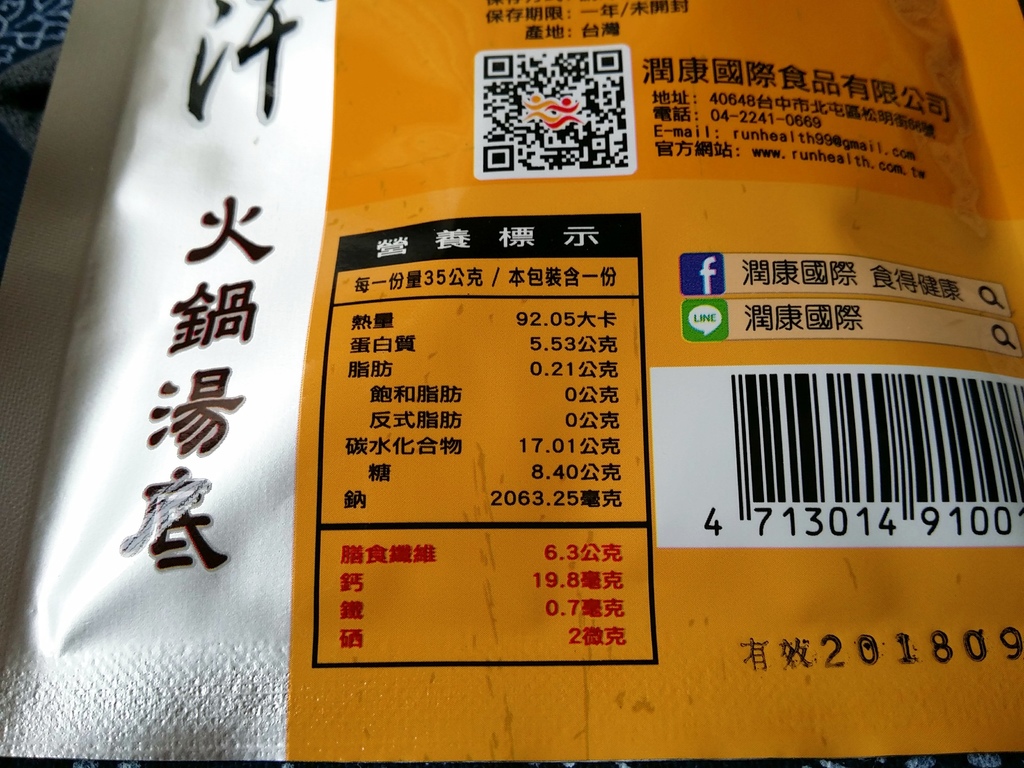 汗
火鍋湯底
保存期限：一年/未開封
產地：台灣
潤康國際食品有限公司
地址：40648台中市北屯區松明街88號
電話：04-2241-0669
E-mail：runhealth99@gmail.com
官方網站：www.runhealth.com.tw
營養標示
每一份量35公克 / 本包裝含一份
熱量 92.05大卡
蛋白質 5.53公克
脂肪 0.21公克
飽和脂肪 0公克
反式脂肪 0公克
碳水化合物 17.01公克
糖 8.40公克
鈉 2063.25毫克
膳食纖維 6.3公克
鈣 19.8毫克
鐵 0.7毫克
硒 2微克
潤康國際 食得健康
LINE
潤康國際
4 713014 91001
有效201809